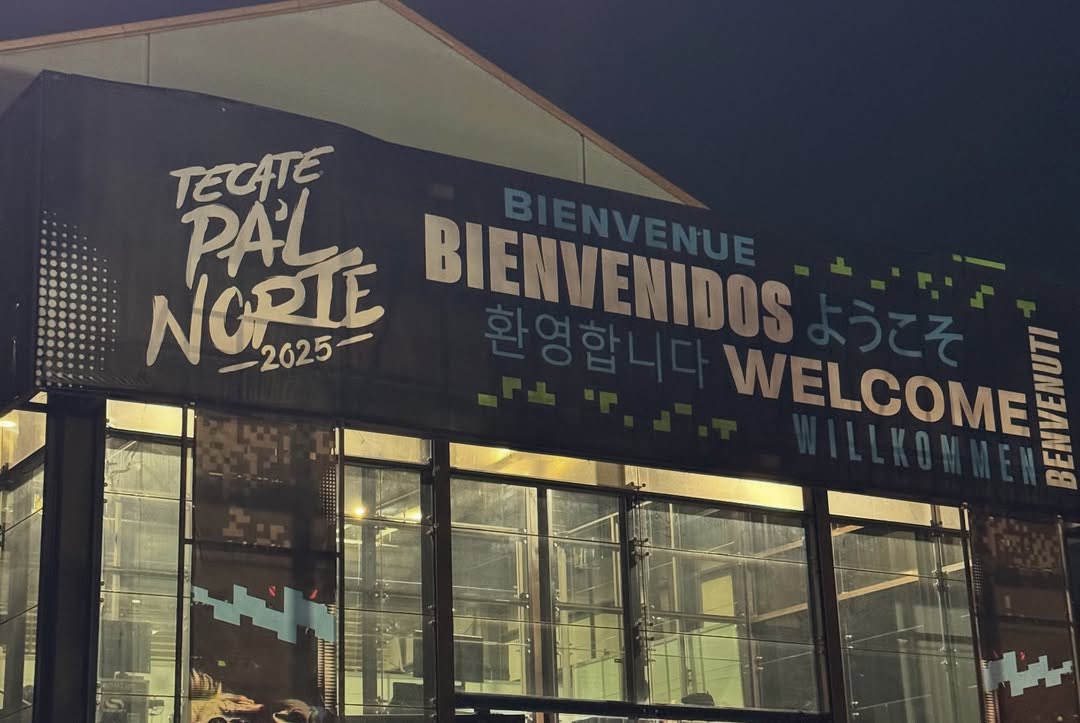 TECATE
PA'L
NORTE
2025
BIENVENUE
BIENVENIDOS
환영합니다
ようこそ
WELCOME
WILLKOMMEN
BENVENUTI